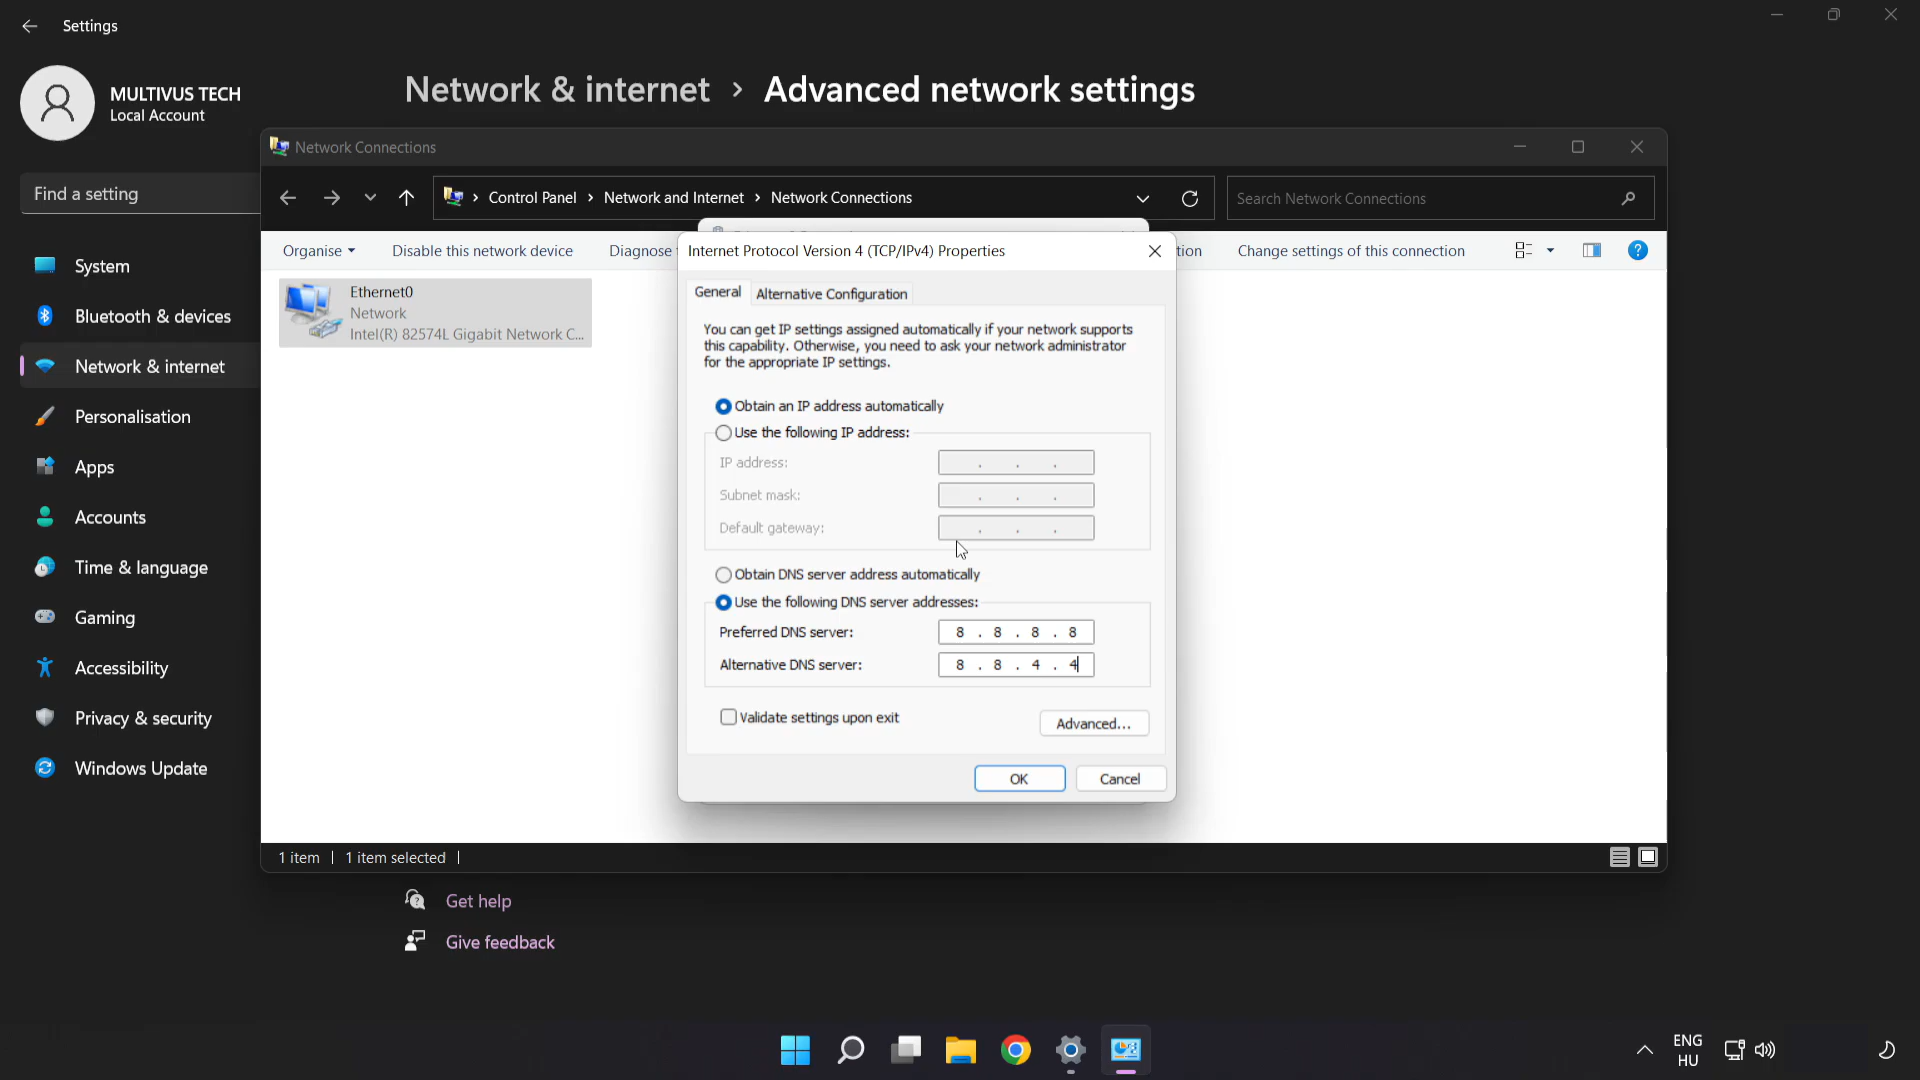 Settings
MULTIVUS TECH
Local Account
Find a setting
System
Bluetooth & devices
Network & internet
Personalisation
Apps
Accounts
Time & language
Gaming
Accessibility
Privacy & security
Windows Update
Network & internet › Advanced network settings
Network Connections
› Control Panel › Network and Internet › Network Connections
Search Network Connections
Organise
Disable this network device
Diagnose
Change settings of this connection
Ethernet0
Network
Intel(R) 82574L Gigabit Network C...
Internet Protocol Version 4 (TCP/IPv4) Properties
General
Alternative Configuration
You can get IP settings assigned automatically if your network supports
this capability. Otherwise, you need to ask your network administrator
for the appropriate IP settings.
Obtain an IP address automatically
Use the following IP address:
IP address: . . .
Subnet mask: . . .
Default gateway: . . .
Obtain DNS server address automatically
Use the following DNS server addresses:
Preferred DNS server: 8 . 8 . 8 . 8
Alternative DNS server: 8 . 8 . 4 . 4
Validate settings upon exit
Advanced...
OK
Cancel
1 item
1 item selected
Get help
Give feedback
ENG
HU